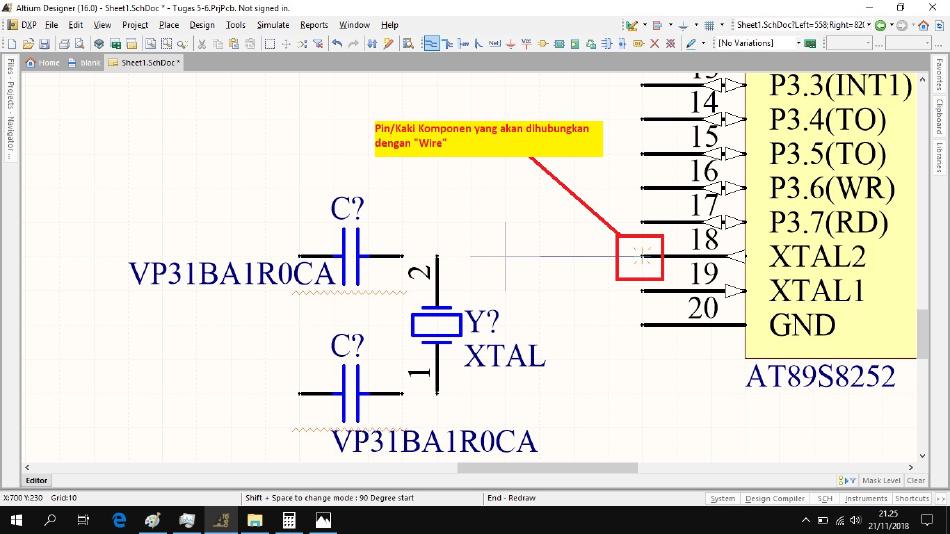 Altium Designer (16.0) - Sheet1.SchDoc * - Tugas 5-6.PrjPcb. Not signed in.
DXP File Edit View Project Place Design Tools Simulate Reports Window Help
Sheet1.SchDoc?Left=558;Right=820
[No Variations]
Home blank Sheet1.SchDoc *
Files - Projects - Navigator
Favorites
Clipboard
Libraries
Pin/Kaki Komponen yang akan dihubungkan
dengan "Wire"
P3.3(INT1)
14 P3.4(TO)
15 P3.5(TO)
16 P3.6(WR)
17 P3.7(RD)
18 XTAL2
19 XTAL1
20 GND
AT89S8252
C?
VP31BA1R0CA
2
Y?
XTAL
1
C?
VP31BA1R0CA
Editor
Mask Level Clear
X:700 Y:230 Grid:10 Shift + Space to change mode : 90 Degree start End - Redraw System Design Compiler SCH Instruments Shortcuts >>
21.25
21/11/2018